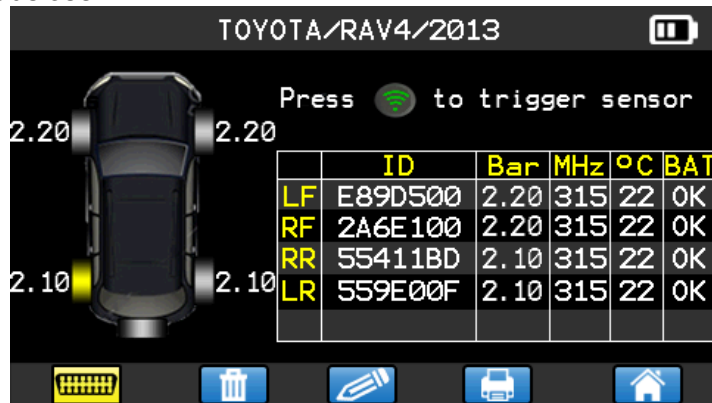 TOYOTA/RAV4/2013
Press to trigger sensor
2.20 2.20
ID Bar MHz ºC BAT
LF E89D500 2.20 315 22 OK
RF 2A6E100 2.20 315 22 OK
RR 55411BD 2.10 315 22 OK
2.10 2.10
LR 559E00F 2.10 315 22 OK